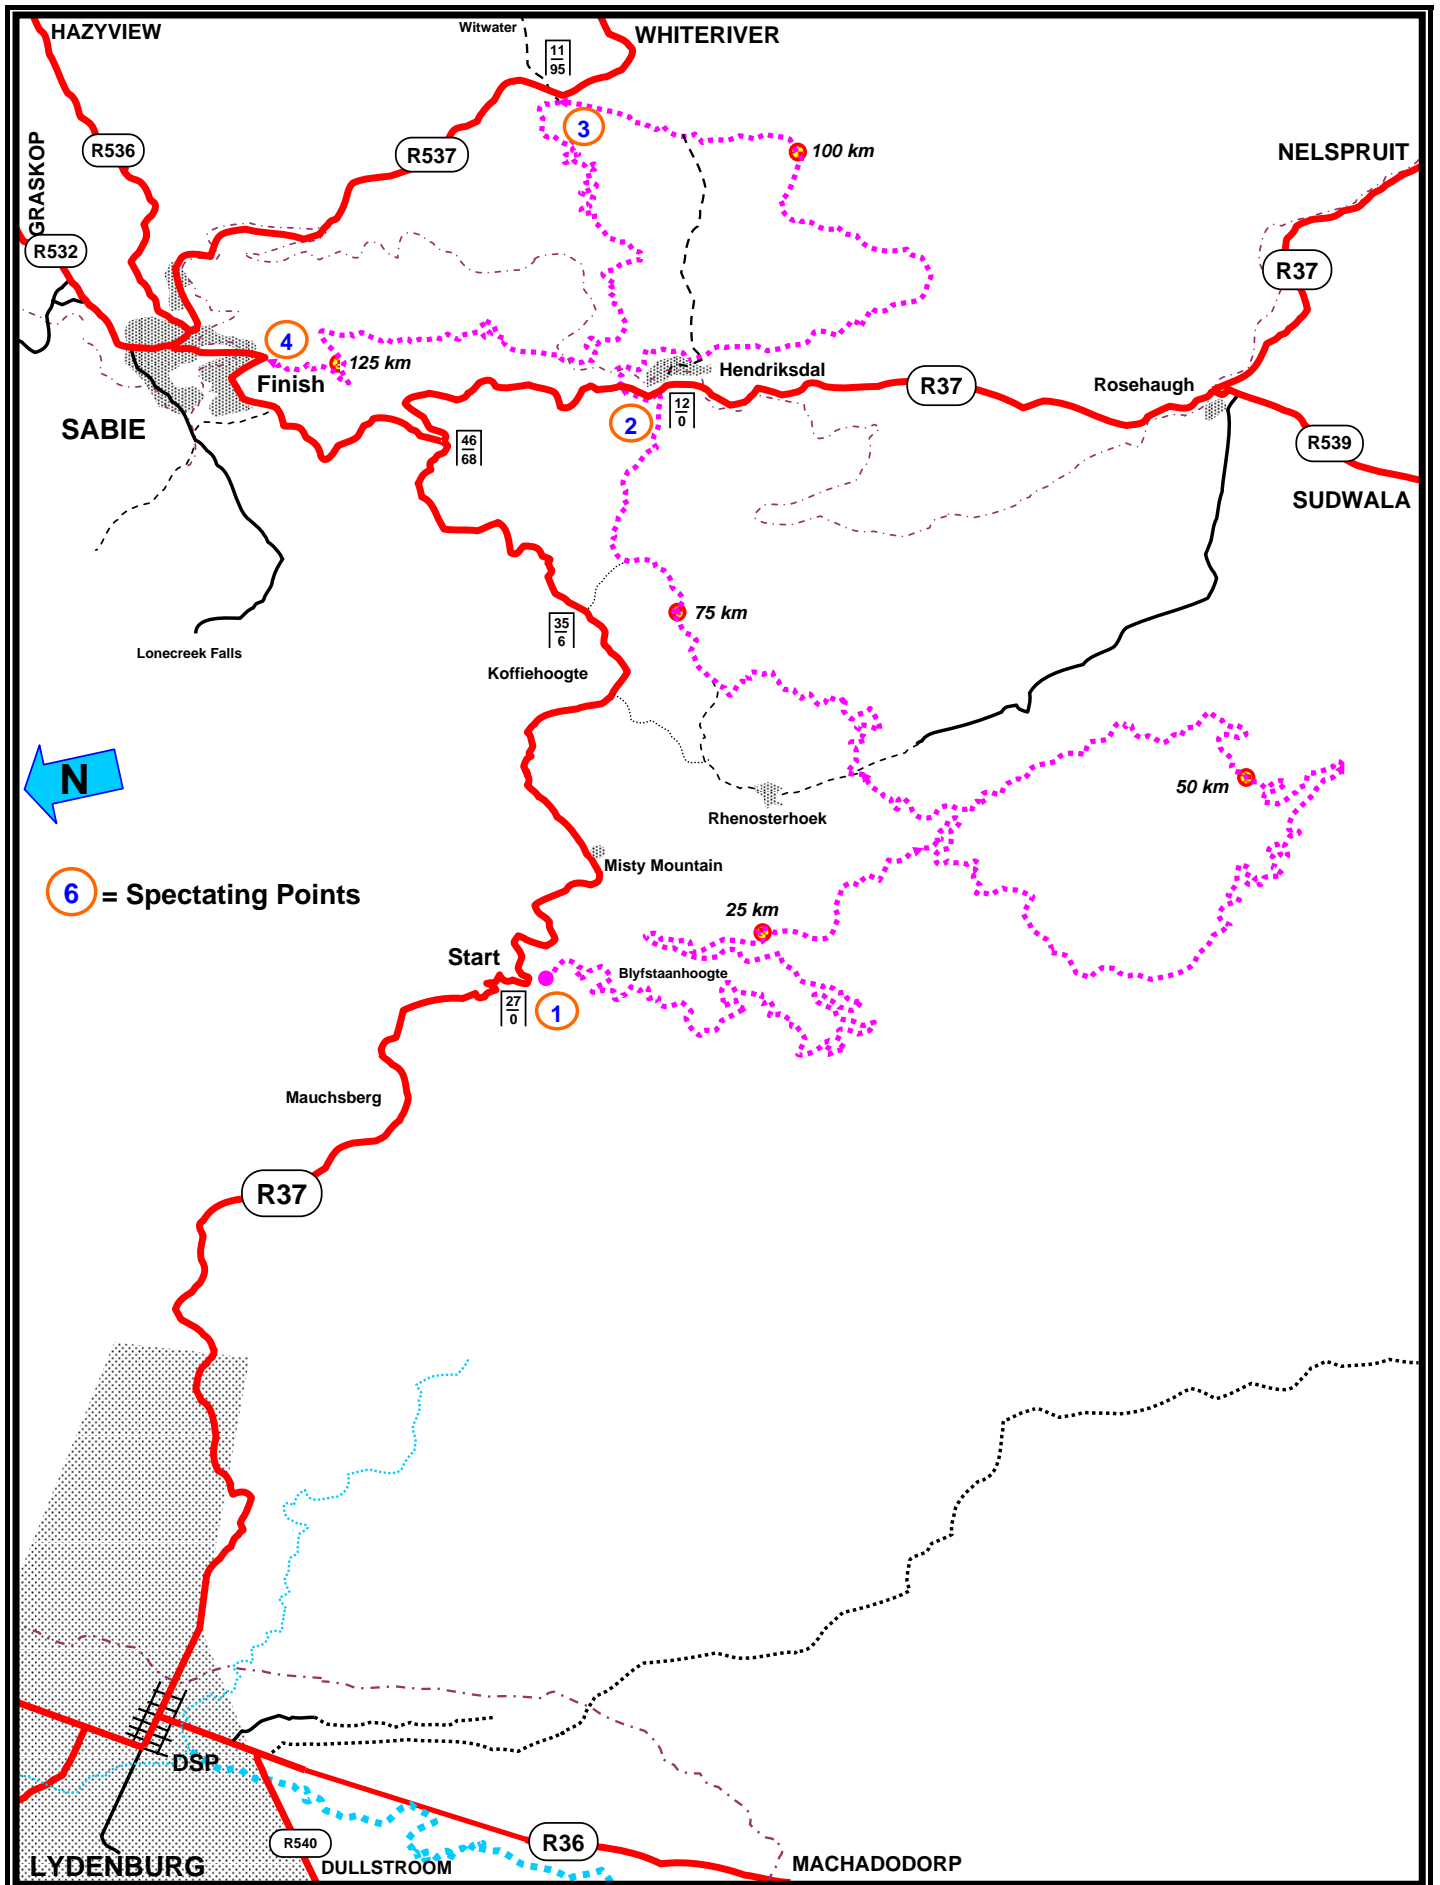 HAZYVIEW
Witwater
WHITERIVER
11
95
3
R536
R537
100 km
NELSPRUIT
GRASKOP
R532
R37
4
125 km
Finish
Hendriksdal
R37
Rosehaugh
SABIE
2
12
0
46
68
R539
SUDWALA
75 km
35
6
Lonecreek Falls
Koffiehoogte
N
50 km
Rhenosterhoek
Misty Mountain
6 = Spectating Points
25 km
Start
Blyfstaanhoogte
27
0
1
Mauchsberg
R37
DSP
R540
R36
LYDENBURG
DULLSTROOM
MACHADODORP